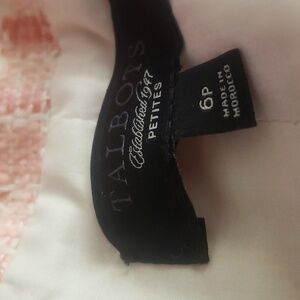 TALBOTS
Established 1947
PETITES
6P
MADE IN
MOROCCO